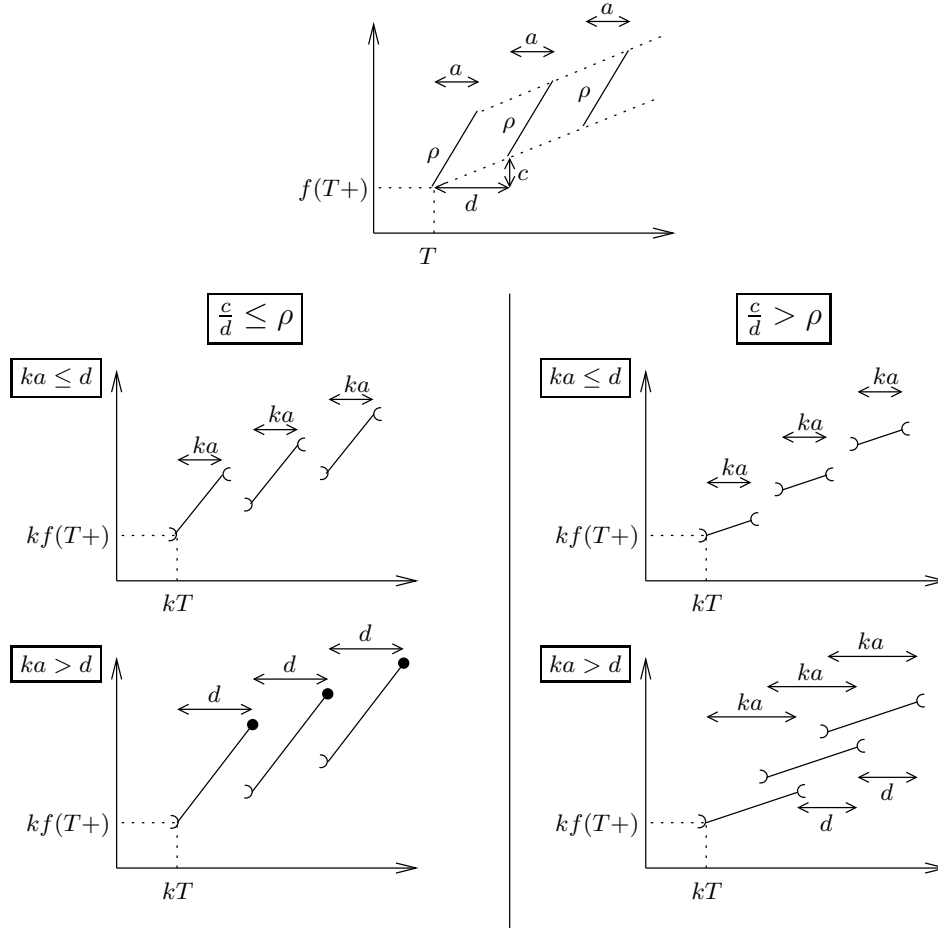 a
a
a
ρ
ρ
ρ
f(T+)
c
d
T
c/d ≤ ρ
c/d > ρ
ka ≤ d
ka
ka
ka
kf(T+)
kT
ka ≤ d
ka
ka
ka
kf(T+)
kT
ka > d
d
d
d
kf(T+)
kT
ka > d
ka
ka
ka
d
d
kf(T+)
kT